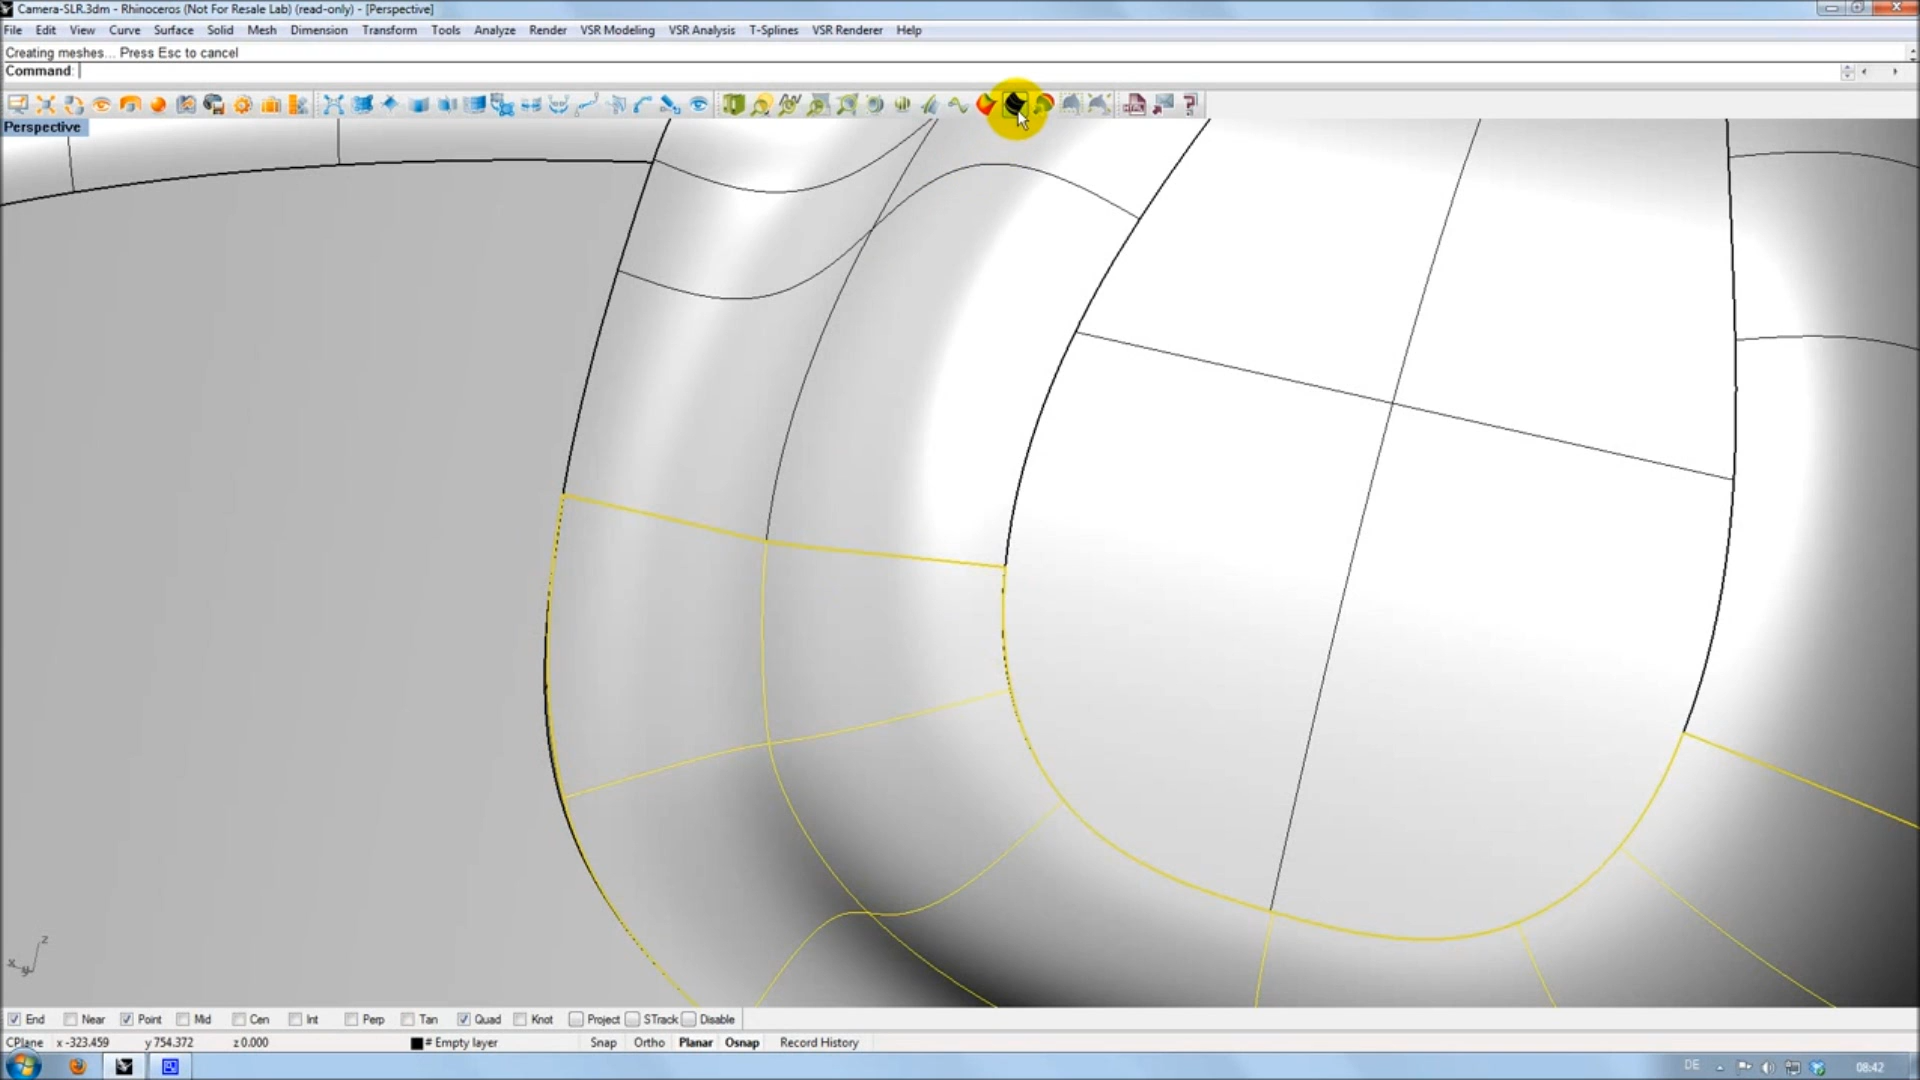 Camera-SLR.3dm - Rhinoceros (Not For Resale Lab) (read-only) - [Perspective]
File Edit View Curve Surface Solid Mesh Dimension Transform Tools Analyze Render VSR Modeling VSR Analysis T-Splines VSR Renderer Help
Creating meshes... Press Esc to cancel
Command:
Perspective
z
x
y
End Near Point Mid Cen Int Perp Tan Quad Knot Project STrack Disable
CPlane x -323.459 y 754.372 z 0.000 # Empty layer Snap Ortho Planar Osnap Record History
DE 08:42